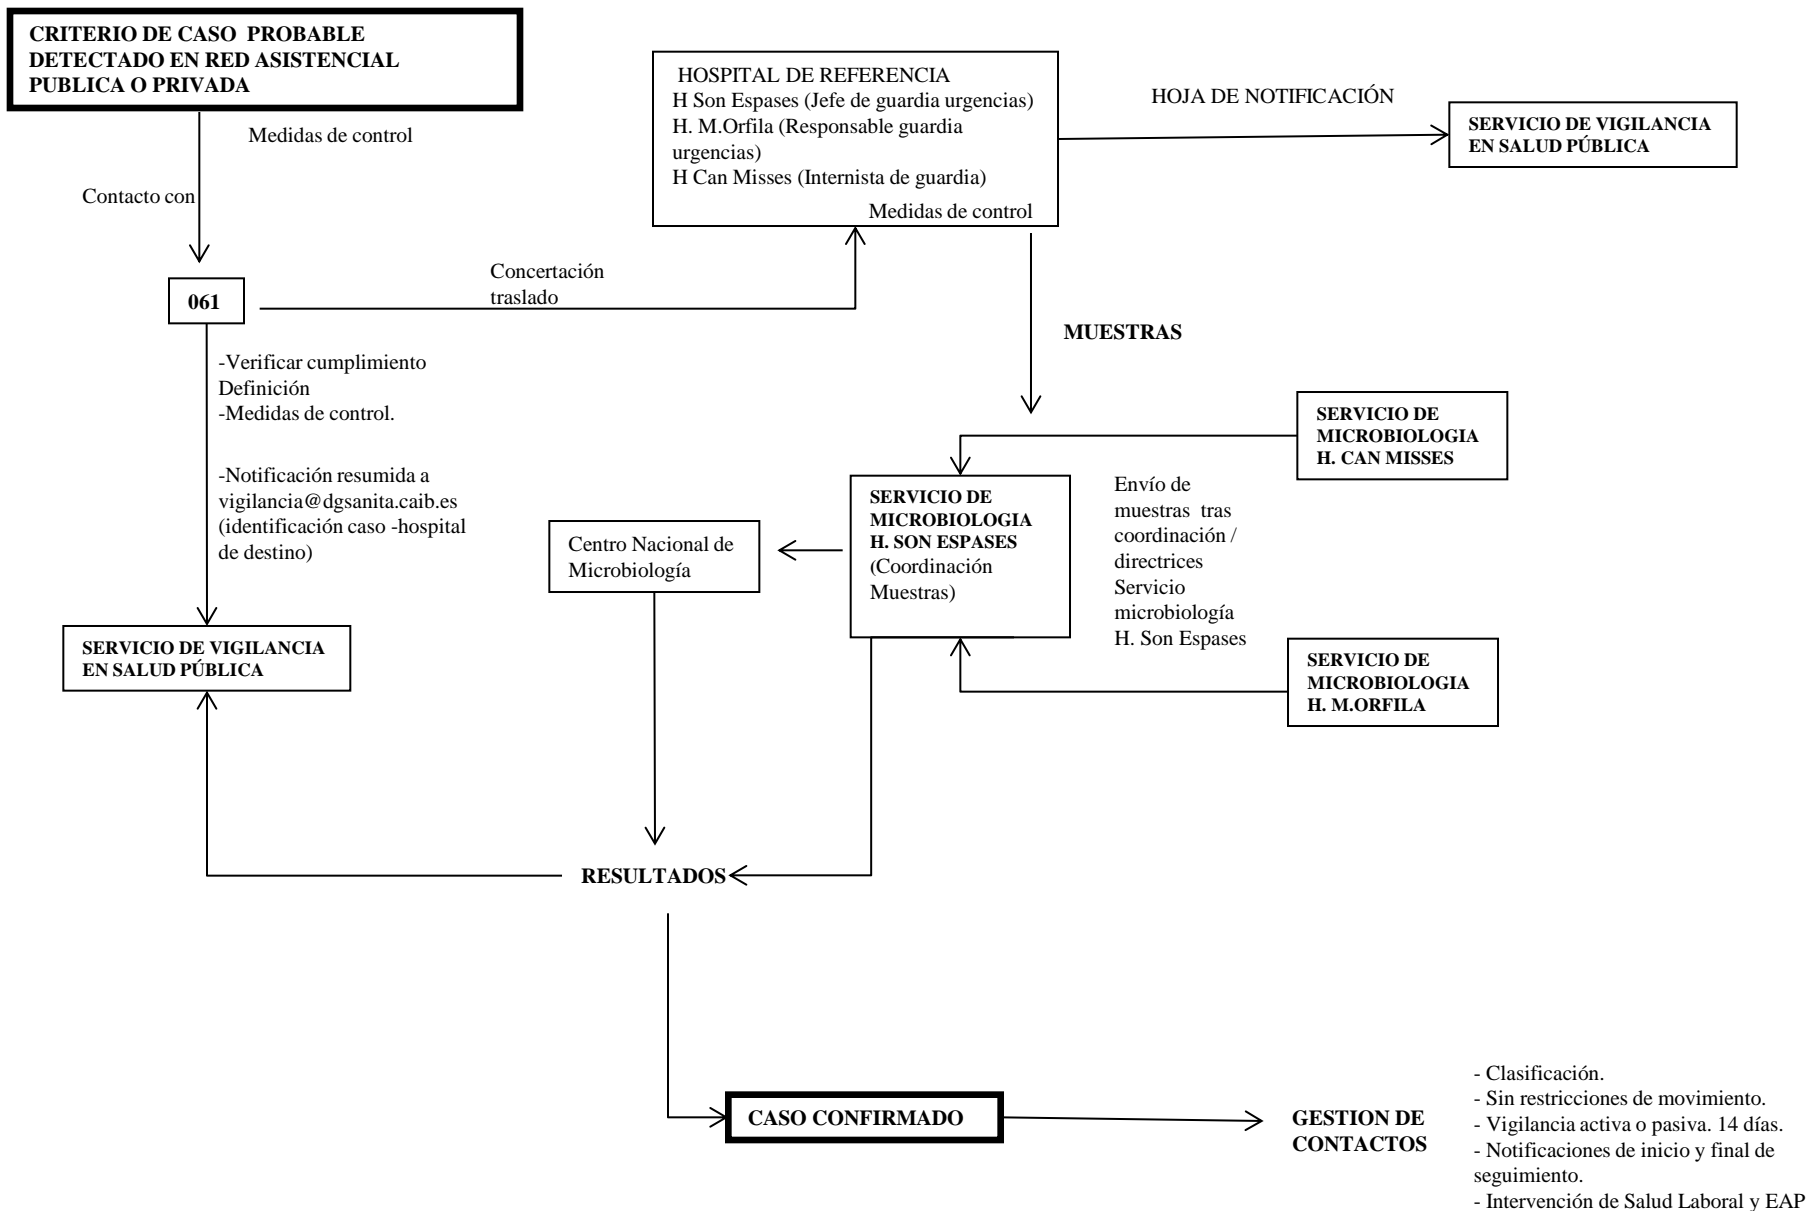 CRITERIO DE CASO PROBABLE
DETECTADO EN RED ASISTENCIAL
PUBLICA O PRIVADA
Medidas de control
Contacto con
061
Concertación
traslado
HOSPITAL DE REFERENCIA
H Son Espases (Jefe de guardia urgencias)
H. M.Orfila (Responsable guardia
urgencias)
H Can Misses (Internista de guardia)
Medidas de control
HOJA DE NOTIFICACIÓN
SERVICIO DE VIGILANCIA
EN SALUD PÚBLICA
-Verificar cumplimiento
Definición
-Medidas de control.
-Notificación resumida a
vigilancia@dgsanita.caib.es
(identificación caso -hospital
de destino)
SERVICIO DE VIGILANCIA
EN SALUD PÚBLICA
MUESTRAS
SERVICIO DE
MICROBIOLOGIA
H. CAN MISSES
SERVICIO DE
MICROBIOLOGIA
H. SON ESPASES
(Coordinación
Muestras)
Envío de
muestras tras
coordinación /
directrices
Servicio
microbiología
H. Son Espases
Centro Nacional de
Microbiología
SERVICIO DE
MICROBIOLOGIA
H. M.ORFILA
RESULTADOS
CASO CONFIRMADO
GESTION DE
CONTACTOS
- Clasificación.
- Sin restricciones de movimiento.
- Vigilancia activa o pasiva. 14 días.
- Notificaciones de inicio y final de
seguimiento.
- Intervención de Salud Laboral y EAP